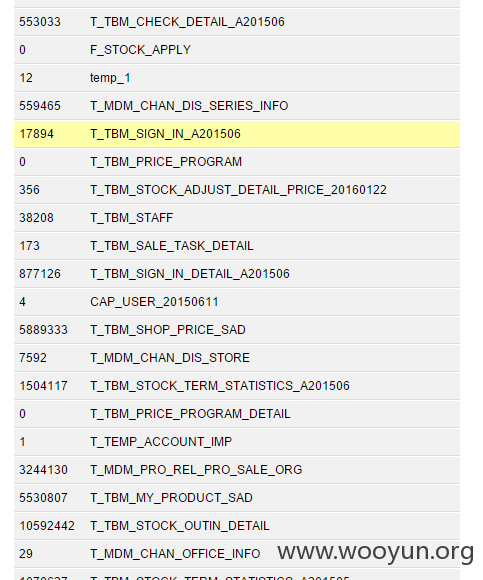 553033 T_TBM_CHECK_DETAIL_A201506
0 F_STOCK_APPLY
12 temp_1
559465 T_MDM_CHAN_DIS_SERIES_INFO
17894 T_TBM_SIGN_IN_A201506
0 T_TBM_PRICE_PROGRAM
356 T_TBM_STOCK_ADJUST_DETAIL_PRICE_20160122
38208 T_TBM_STAFF
173 T_TBM_SALE_TASK_DETAIL
877126 T_TBM_SIGN_IN_DETAIL_A201506
4 CAP_USER_20150611
5889333 T_TBM_SHOP_PRICE_SAD
7592 T_MDM_CHAN_DIS_STORE
1504117 T_TBM_STOCK_TERM_STATISTICS_A201506
0 T_TBM_PRICE_PROGRAM_DETAIL
1 T_TEMP_ACCOUNT_IMP
3244130 T_MDM_PRO_REL_PRO_SALE_ORG
5530807 T_TBM_MY_PRODUCT_SAD
10592442 T_TBM_STOCK_OUTIN_DETAIL
29 T_MDM_CHAN_OFFICE_INFO
www.wooyun.org